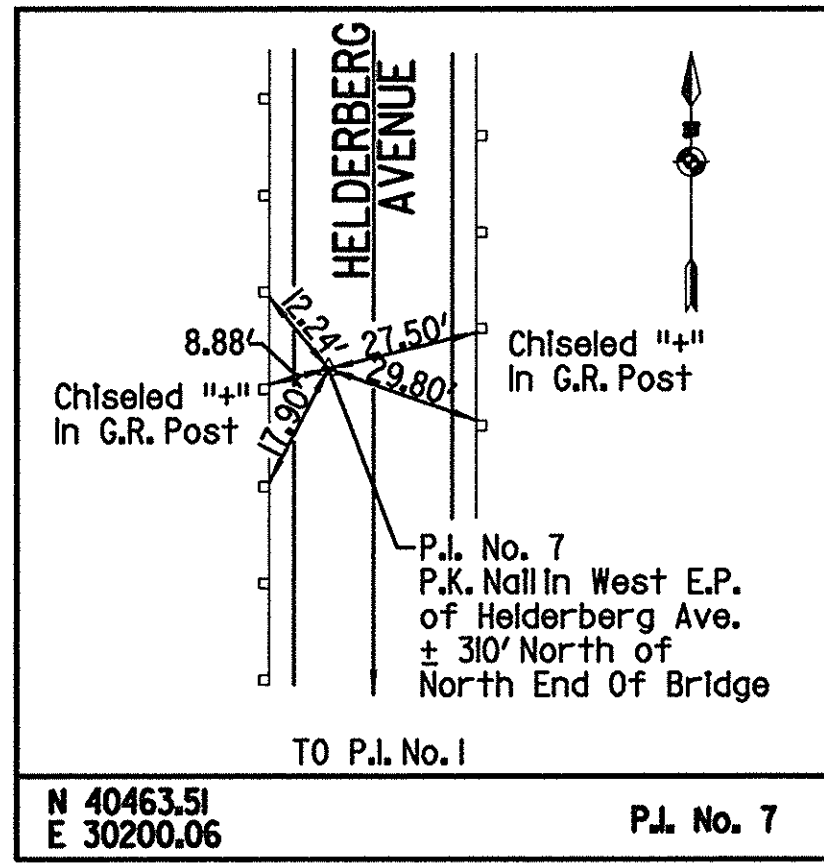 HELDERBERG
AVENUE
N
12.24'
8.88'
27.50'
29.80'
17.90'
Chiseled "+"
In G.R. Post
Chiseled "+"
In G.R. Post
P.I. No. 7
P.K. Nail in West E.P.
of Helderberg Ave.
± 310' North of
North End Of Bridge
TO P.I. No. 1
N 40463.51
E 30200.06
P.I. No. 7